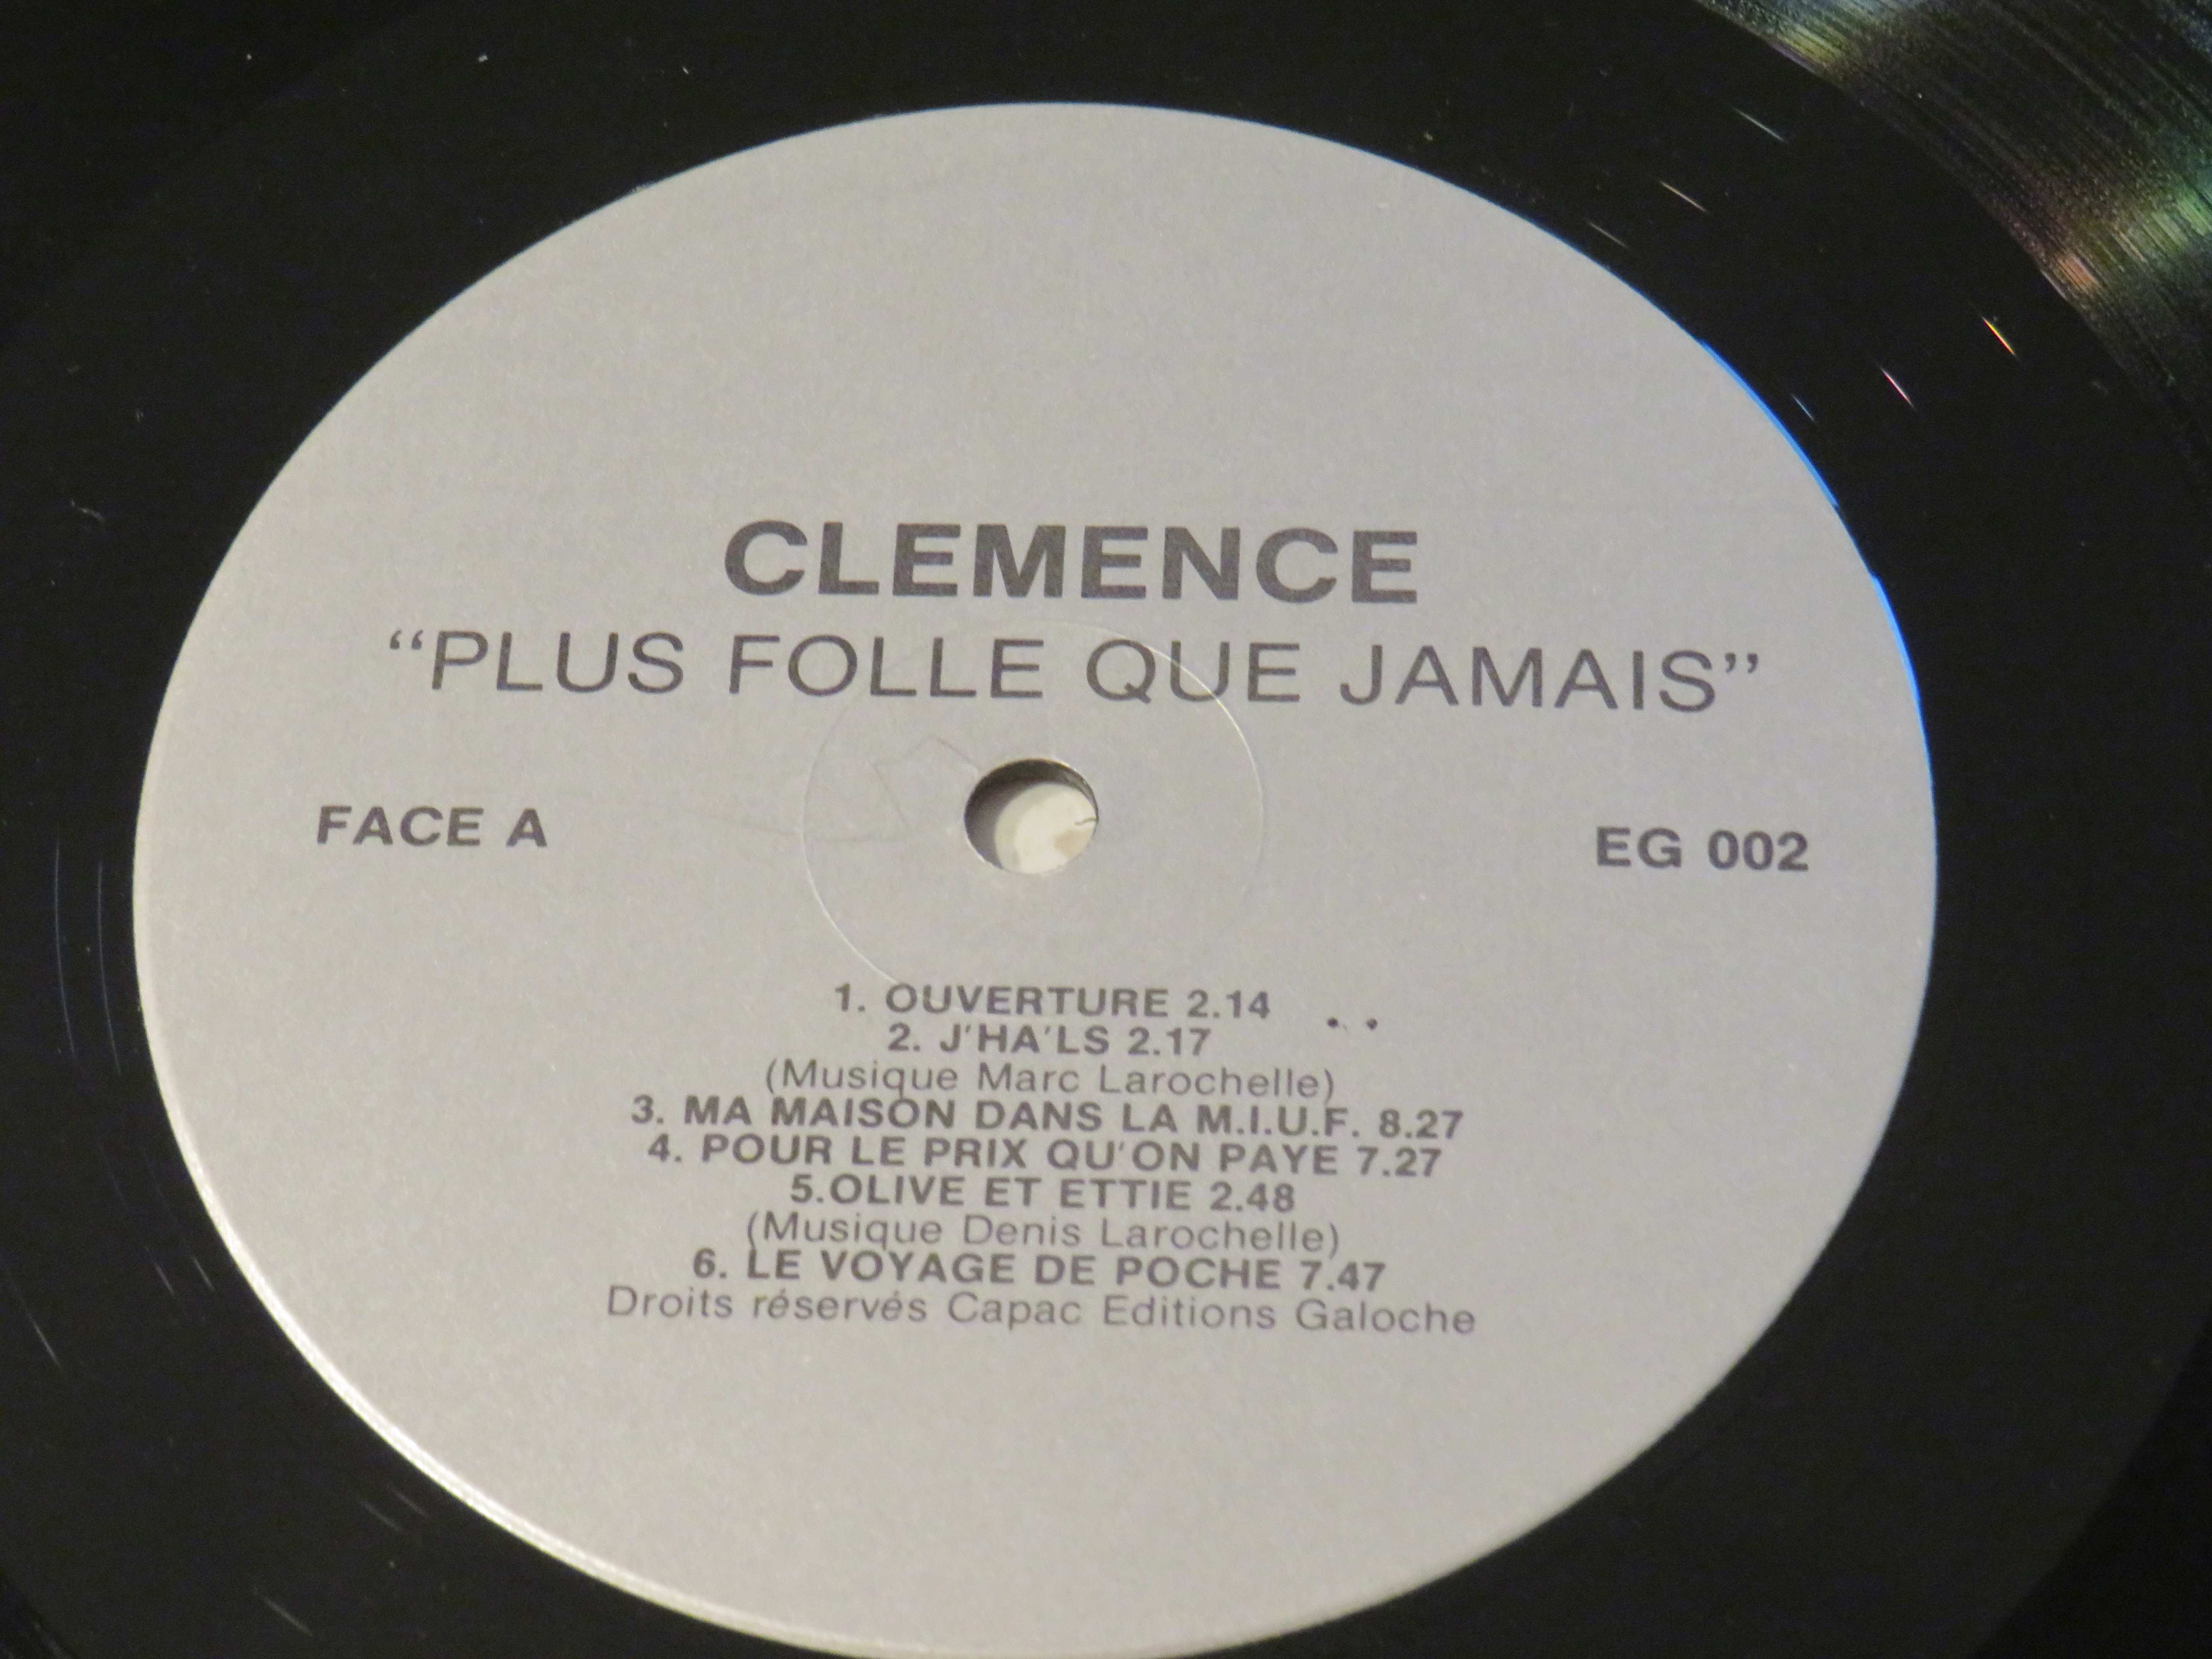 CLEMENCE
“PLUS FOLLE QUE JAMAIS”
FACE A
EG 002
1. OUVERTURE 2.14
2. J'HA'LS 2.17
(Musique Marc Larochelle)
3. MA MAISON DANS LA M.I.U.F. 8.27
4. POUR LE PRIX QU'ON PAYE 7.27
5.OLIVE ET ETTIE 2.48
(Musique Denis Larochelle)
6. LE VOYAGE DE POCHE 7.47
Droits réservés Capac Editions Galoche